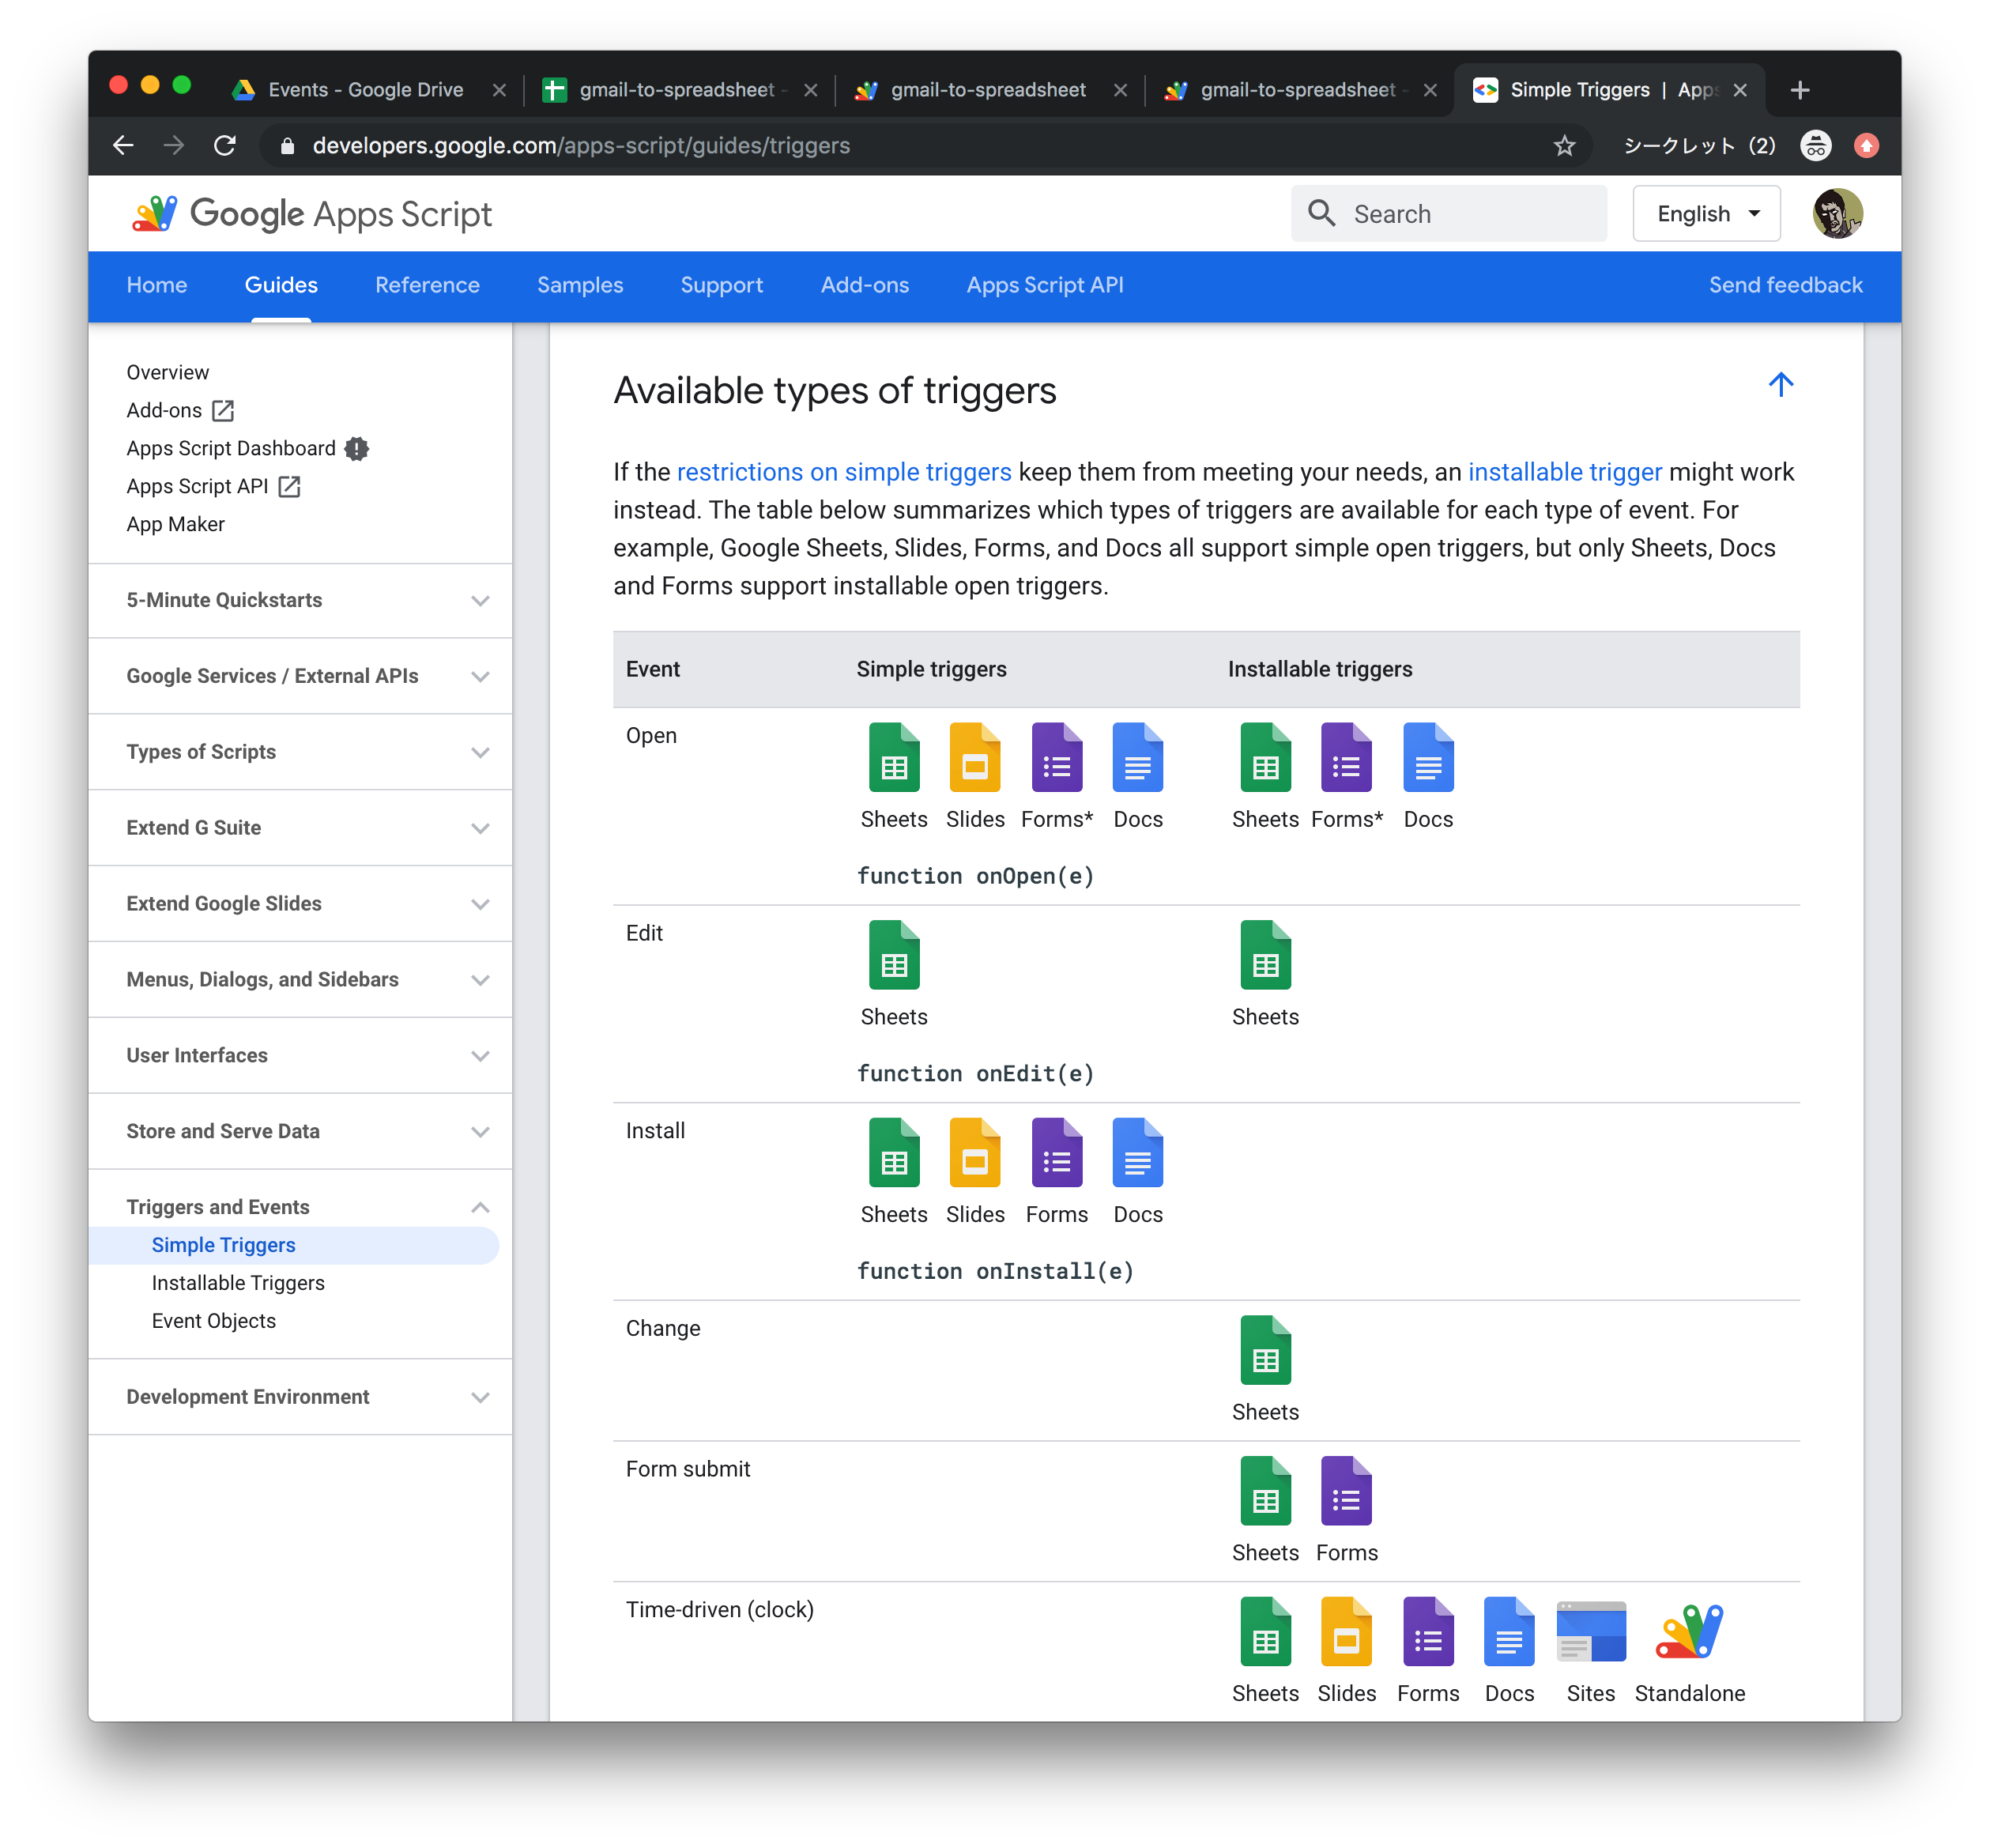 Events - Google Drive
gmail-to-spreadsheet -
gmail-to-spreadsheet
gmail-to-spreadsheet -
Simple Triggers | Apps
developers.google.com/apps-script/guides/triggers
シークレット（2）
Google Apps Script
Search
English
Home
Guides
Reference
Samples
Support
Add-ons
Apps Script API
Send feedback
Overview
Add-ons
Apps Script Dashboard
Apps Script API
App Maker
5-Minute Quickstarts
Google Services / External APIs
Types of Scripts
Extend G Suite
Extend Google Slides
Menus, Dialogs, and Sidebars
User Interfaces
Store and Serve Data
Triggers and Events
Simple Triggers
Installable Triggers
Event Objects
Development Environment
Available types of triggers
If the restrictions on simple triggers keep them from meeting your needs, an installable trigger might work
instead. The table below summarizes which types of triggers are available for each type of event. For
example, Google Sheets, Slides, Forms, and Docs all support simple open triggers, but only Sheets, Docs
and Forms support installable open triggers.
Event Simple triggers Installable triggers
Open
Sheets Slides Forms* Docs Sheets Forms* Docs
function onOpen(e)
Edit
Sheets Sheets
function onEdit(e)
Install
Sheets Slides Forms Docs
function onInstall(e)
Change
Sheets
Form submit
Sheets Forms
Time-driven (clock)
Sheets Slides Forms Docs Sites Standalone